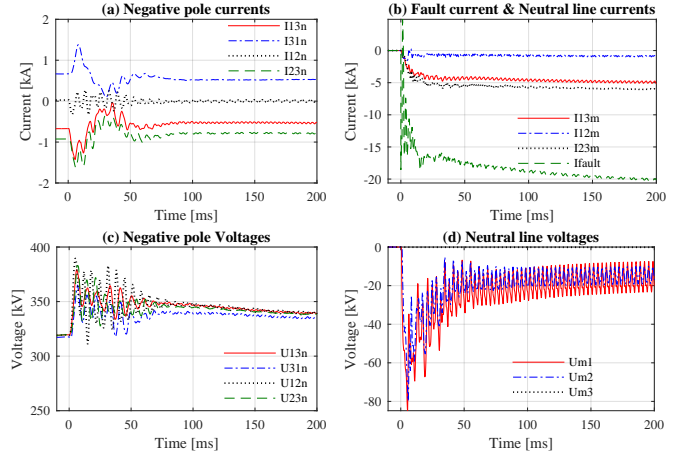 (a) Negative pole currents
2
1
0
-1
-2
Current [kA]
I13n
I31n
I12n
I23n
0 50 100 150 200
Time [ms]
(b) Fault current & Neutral line currents
5
0
-5
-10
-15
-20
Current [kA]
I13m
I12m
I23m
Ifault
0 50 100 150 200
Time [ms]
(c) Negative pole Voltages
400
350
300
250
Voltage [kV]
U13n
U31n
U12n
U23n
0 50 100 150 200
Time [ms]
(d) Neutral line voltages
0
-20
-40
-60
-80
Voltage [kV]
Um1
Um2
Um3
0 50 100 150 200
Time [ms]